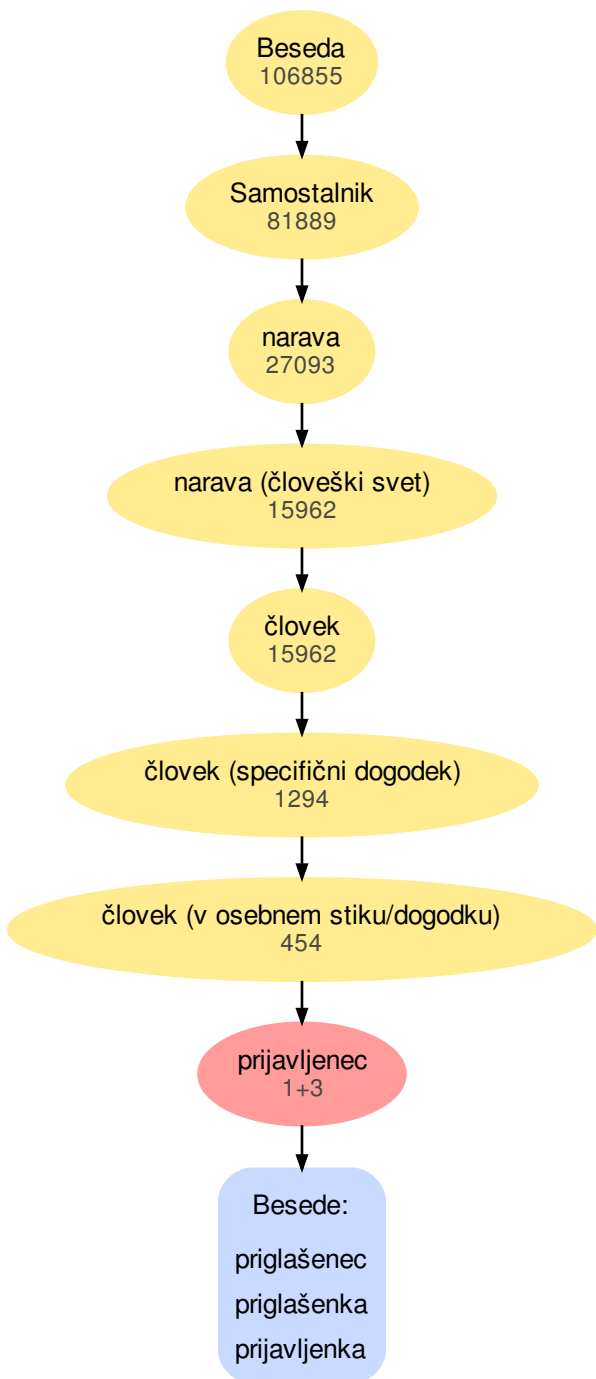 Beseda
106855
Samostalnik
81889
narava
27093
narava (človeški svet)
15962
človek
15962
človek (specifični dogodek)
1294
človek (v osebnem stiku/dogodku)
454
prijavljenec
1+3
Besede:
priglašenec
priglašenka
prijavljenka